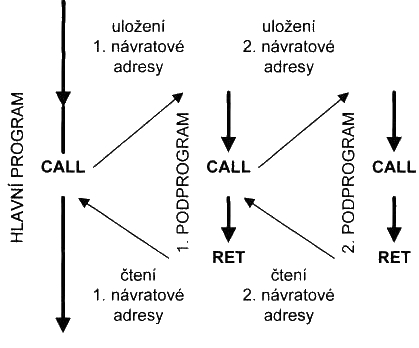 uložení
1. návratové
adresy
uložení
2. návratové
adresy
HLAVNÍ PROGRAM
CALL
1. PODPROGRAM
CALL
2. PODPROGRAM
CALL
RET
RET
čtení
1. návratové
adresy
čtení
2. návratové
adresy